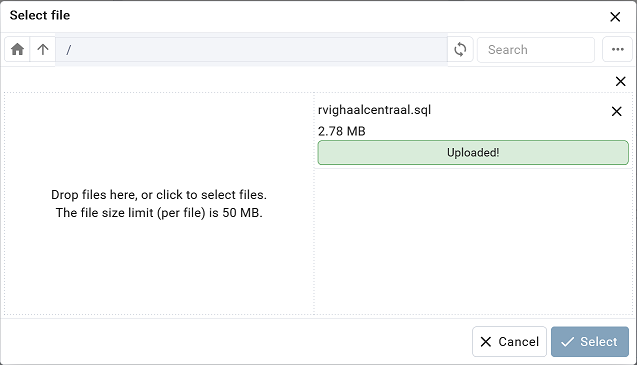 Select file
/
Search
rvighaalcentraal.sql
2.78 MB
Uploaded!
Drop files here, or click to select files.
The file size limit (per file) is 50 MB.
Cancel
Select